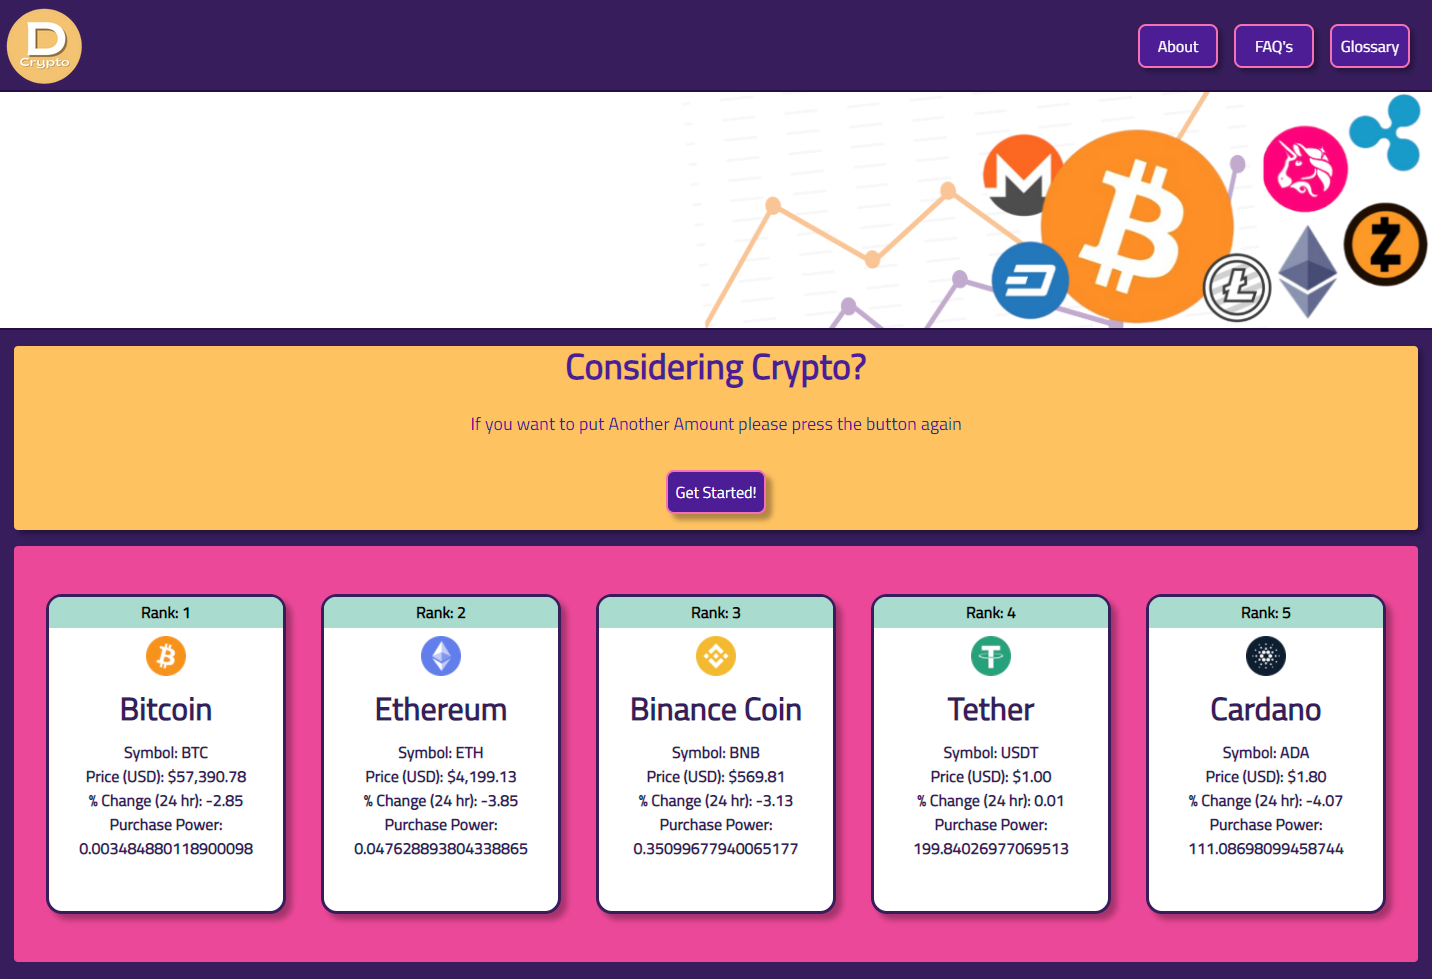 D
Crypto
About
FAQ's
Glossary
Considering Crypto?
If you want to put Another Amount please press the button again
Get Started!
Rank: 1
Bitcoin
Symbol: BTC
Price (USD): $57,390.78
% Change (24 hr): -2.85
Purchase Power:
0.003484880118900098
Rank: 2
Ethereum
Symbol: ETH
Price (USD): $4,199.13
% Change (24 hr): -3.85
Purchase Power:
0.047628893804338865
Rank: 3
Binance Coin
Symbol: BNB
Price (USD): $569.81
% Change (24 hr): -3.13
Purchase Power:
0.35099677940065177
Rank: 4
Tether
Symbol: USDT
Price (USD): $1.00
% Change (24 hr): 0.01
Purchase Power:
199.84026977069513
Rank: 5
Cardano
Symbol: ADA
Price (USD): $1.80
% Change (24 hr): -4.07
Purchase Power:
111.08698099458744